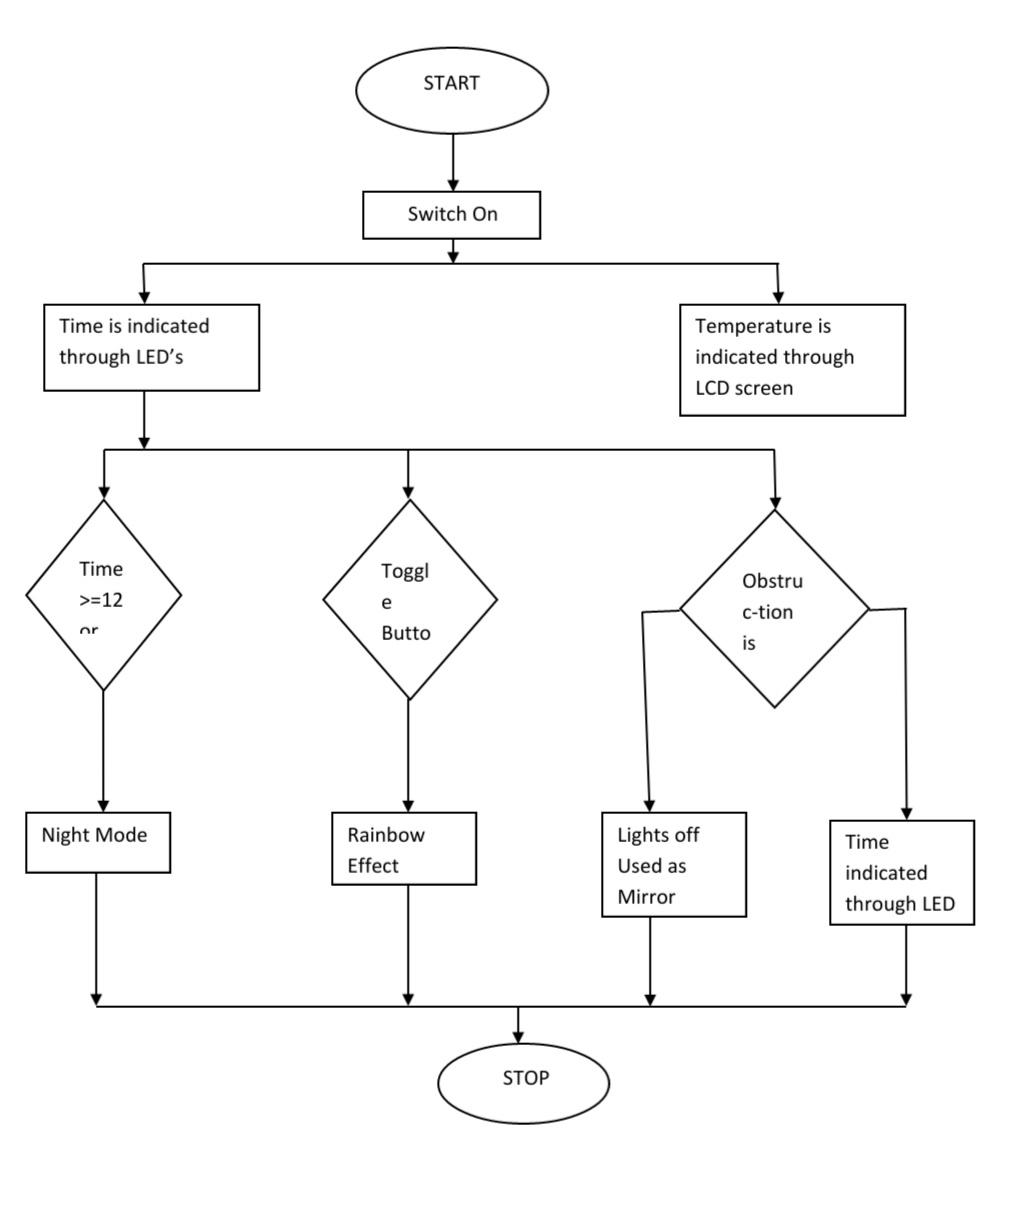 START
Switch On
Time is indicated
through LED’s
Temperature is
indicated through
LCD screen
Time
>=12
or
Toggl
e
Butto
Obstru
c-tion
is
Night Mode
Rainbow
Effect
Lights off
Used as
Mirror
Time
indicated
through LED
STOP